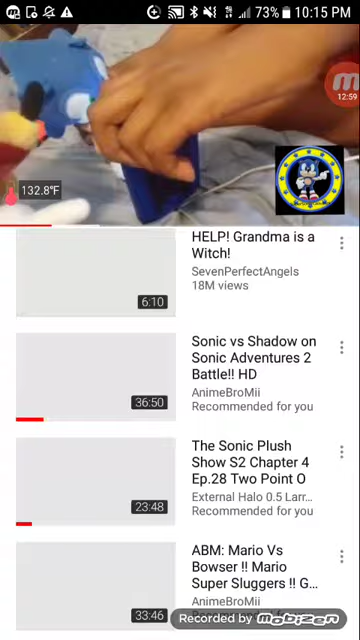 73% 10:15 PM
12:59
132.8°F
HELP! Grandma is a
Witch!
SevenPerfectAngels
18M views
6:10
Sonic vs Shadow on
Sonic Adventures 2
Battle!! HD
AnimeBroMii
Recommended for you
36:50
The Sonic Plush
Show S2 Chapter 4
Ep.28 Two Point O
External Halo 0.5 Larr...
Recommended for you
23:48
ABM: Mario Vs
Bowser !! Mario
Super Sluggers !! G...
AnimeBroMii
33:46
Recorded by mobizen